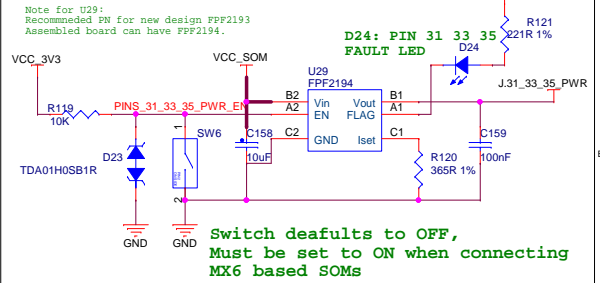 Note for U29:
Recommneded PN for new design FPF2193
Assembled board can have FPF2194.
R121
221R 1%
D24: PIN 31 33 35
FAULT LED
D24
VCC_3V3
VCC_SOM
J.31_33_35_PWR
U29
FPF2194
R119
10K
PINS_31_33_35_PWR_EN
B2 Vin Vout B1
A2 EN FLAG A1
C2 GND Iset C1
1
SW6
2
C158
10uF
C159
100nF
D23
TDA01H0SB1R
R120
365R 1%
GND GND
Switch deafults to OFF,
Must be set to ON when connecting
MX6 based SOMs